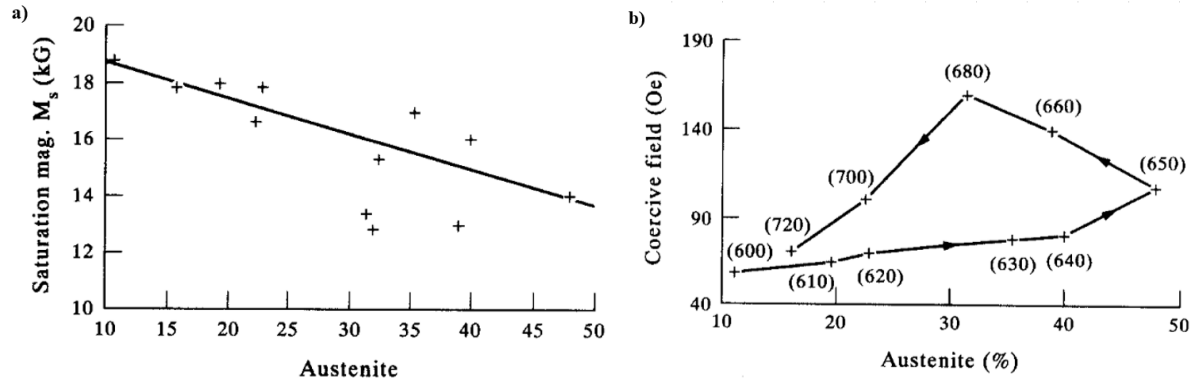 a)
Saturation mag. Ms (kG)
20
18
16
14
12
10
10 15 20 25 30 35 40 45 50
Austenite
b)
Coercive field (Oe)
190
140
90
40
(680)
(660)
(650)
(700)
(720)
(600)
(610)
(620)
(630)
(640)
10 20 30 40 50
Austenite (%)